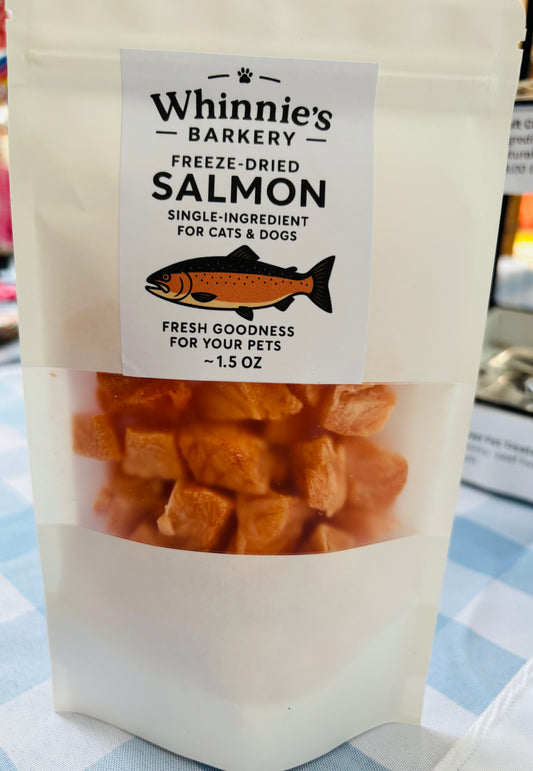 Whinnie's
BARKERY
FREEZE-DRIED
SALMON
SINGLE-INGREDIENT
FOR CATS & DOGS
FRESH GOODNESS
FOR YOUR PETS
~1.5 OZ